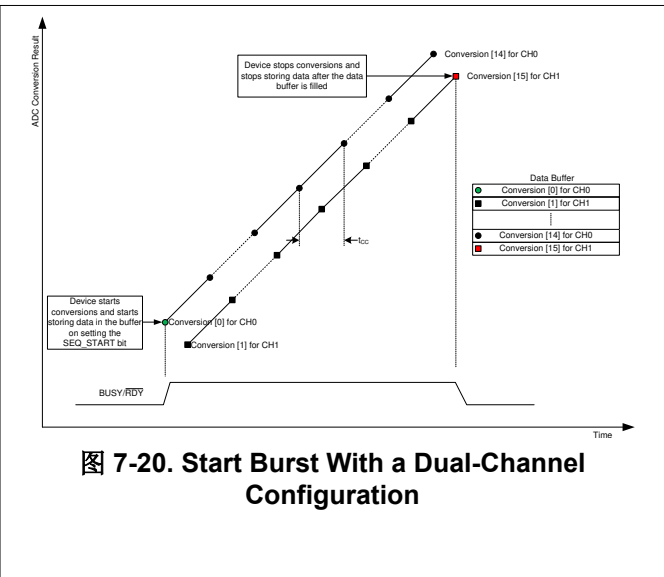 ADC Conversion Result
Conversion [14] for CH0
Device stops conversions and
stops storing data after the data
buffer is filled
Conversion [15] for CH1
Data Buffer
Conversion [0] for CH0
Conversion [1] for CH1
Conversion [14] for CH0
Conversion [15] for CH1
tCC
Device starts
conversions and starts
storing data in the buffer
on setting the
SEQ_START bit
Conversion [0] for CH0
Conversion [1] for CH1
BUSY/RDY
Time
图 7-20. Start Burst With a Dual-Channel
Configuration